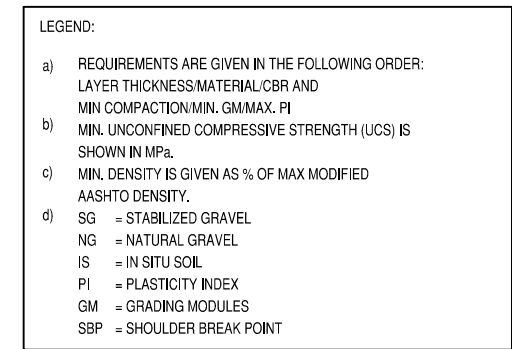 LEGEND:
a) REQUIREMENTS ARE GIVEN IN THE FOLLOWING ORDER:
LAYER THICKNESS/MATERIAL/CBR AND
MIN COMPACTION/MIN. GM/MAX. PI
b) MIN. UNCONFINED COMPRESSIVE STRENGTH (UCS) IS
SHOWN IN MPa.
c) MIN. DENSITY IS GIVEN AS % OF MAX MODIFIED
AASHTO DENSITY.
d) SG = STABILIZED GRAVEL
NG = NATURAL GRAVEL
IS = IN SITU SOIL
PI = PLASTICITY INDEX
GM = GRADING MODULES
SBP = SHOULDER BREAK POINT